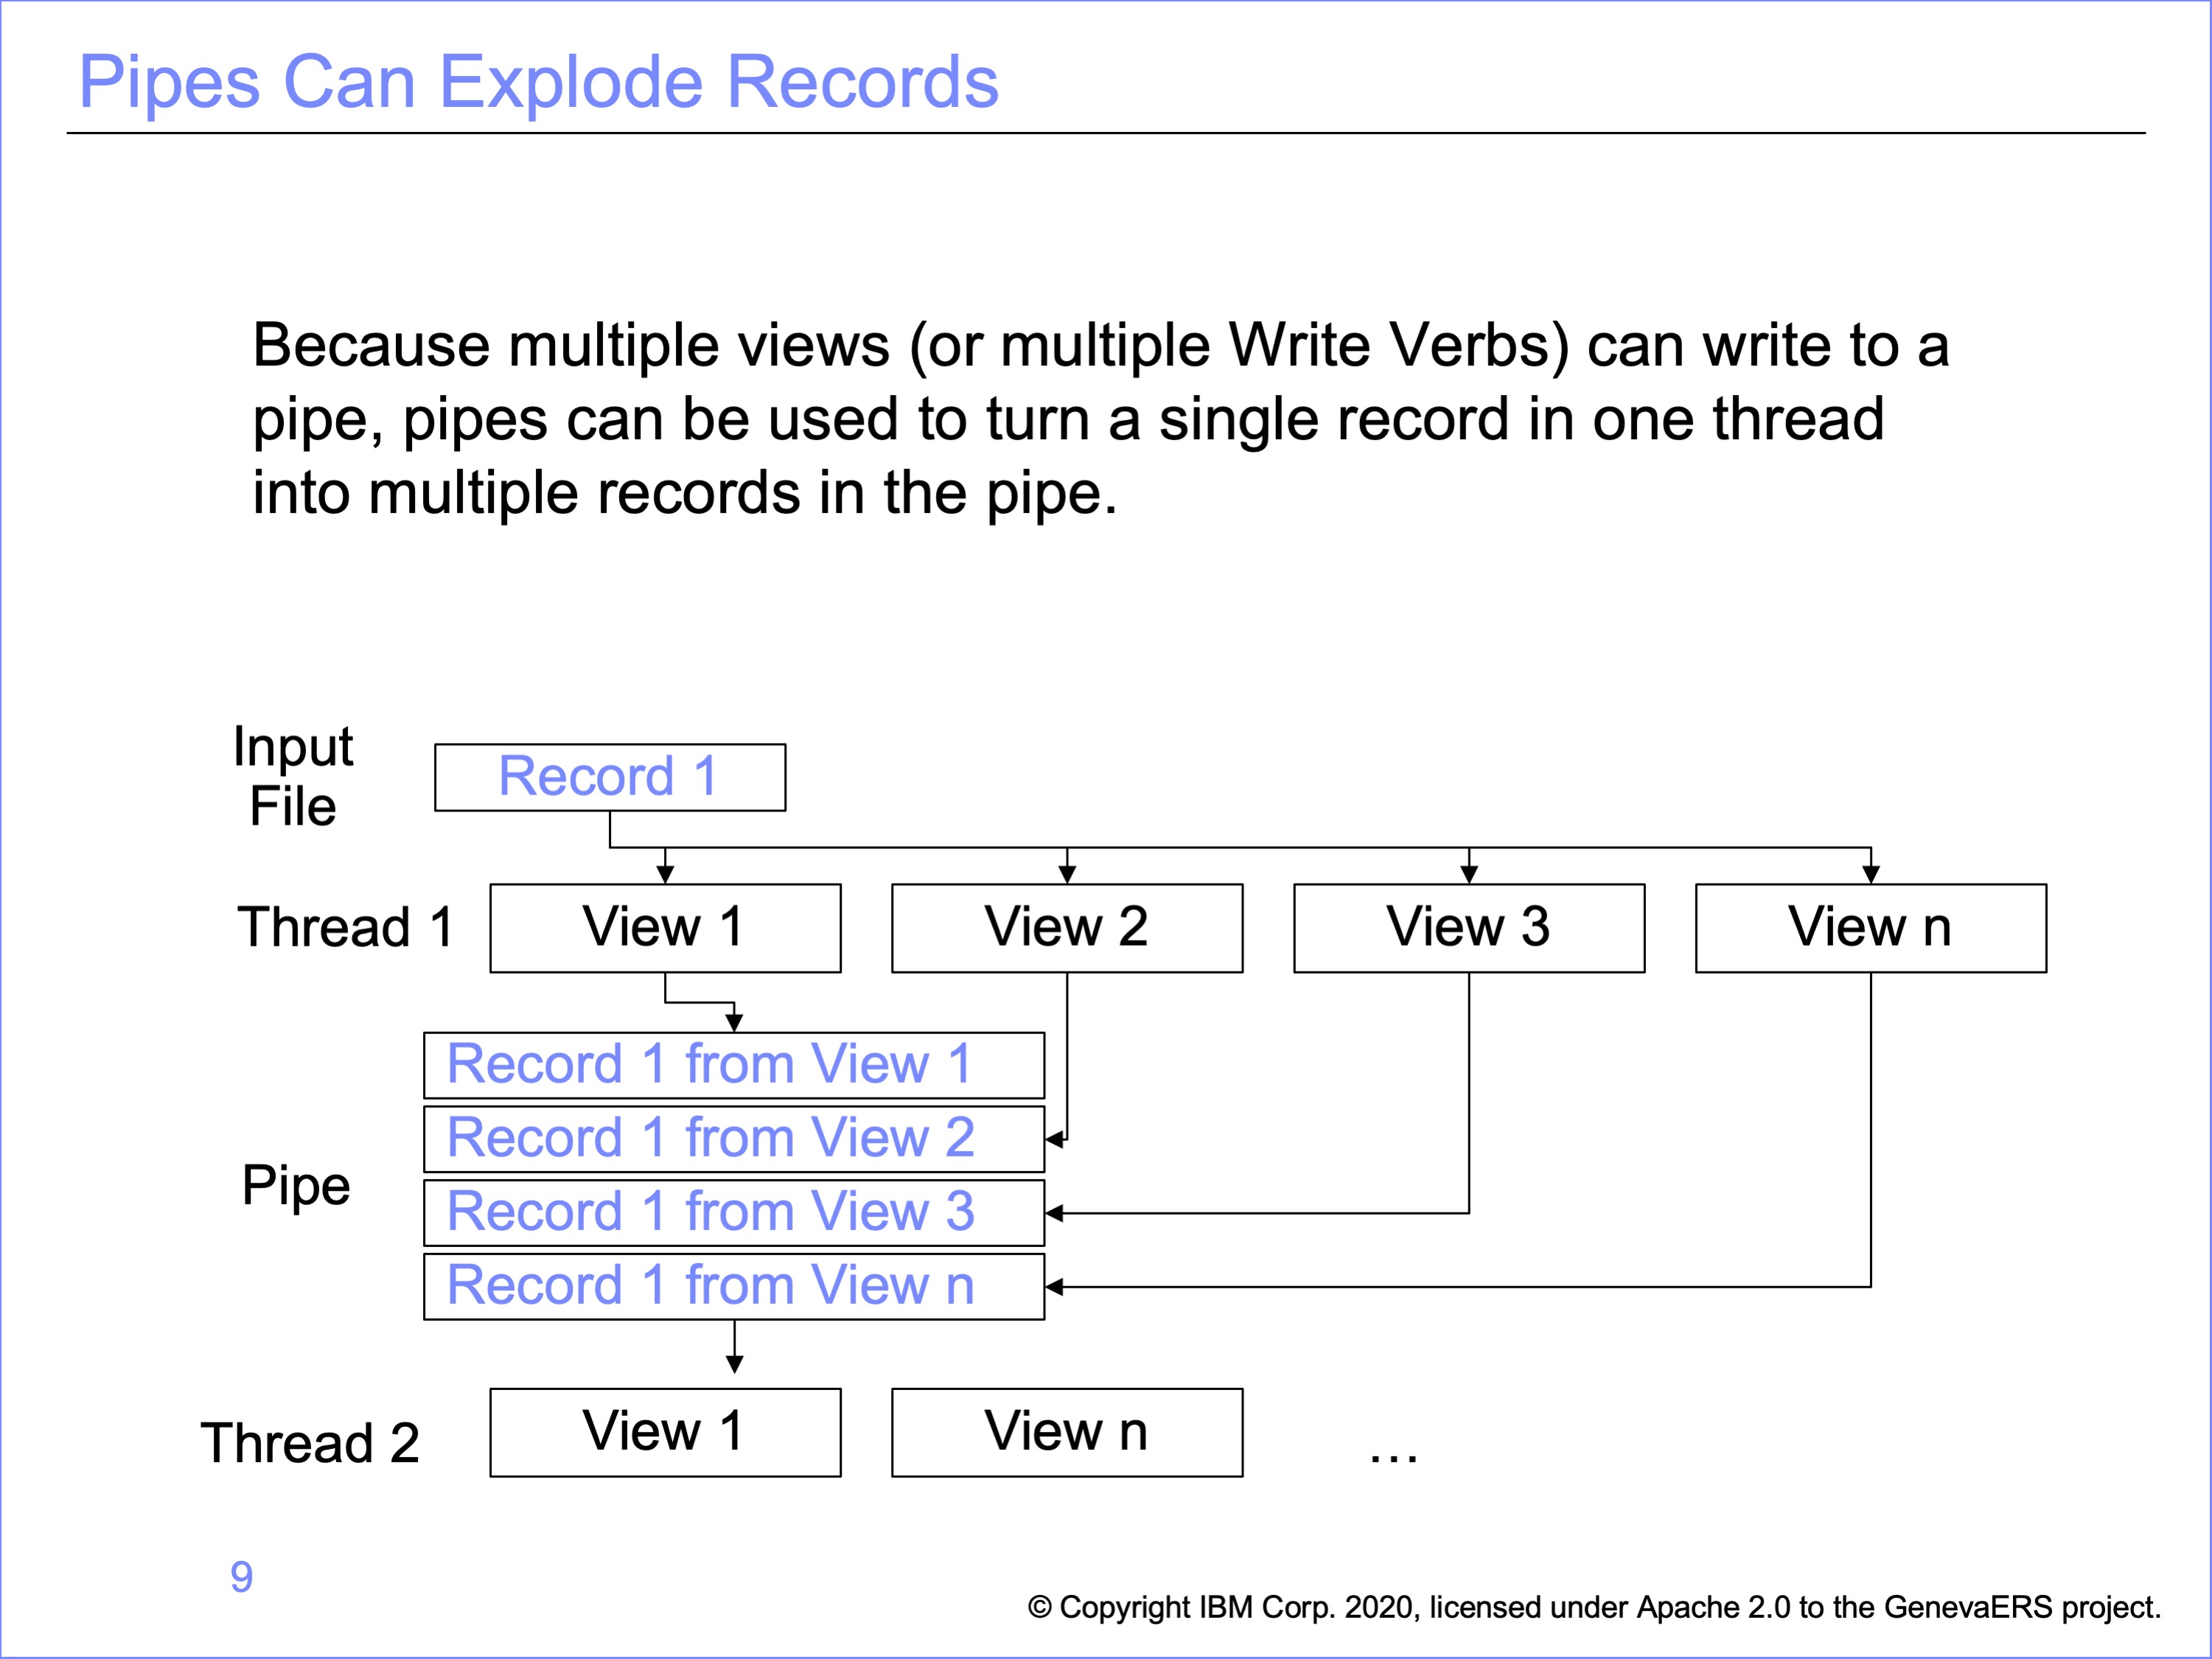 Pipes Can Explode Records
Because multiple views (or multiple Write Verbs) can write to a
pipe, pipes can be used to turn a single record in one thread
into multiple records in the pipe.
Input
File
Record 1
Thread 1
View 1
View 2
View 3
View n
Pipe
Record 1 from View 1
Record 1 from View 2
Record 1 from View 3
Record 1 from View n
Thread 2
View 1
View n
...
9
© Copyright IBM Corp. 2020, licensed under Apache 2.0 to the GenevaERS project.